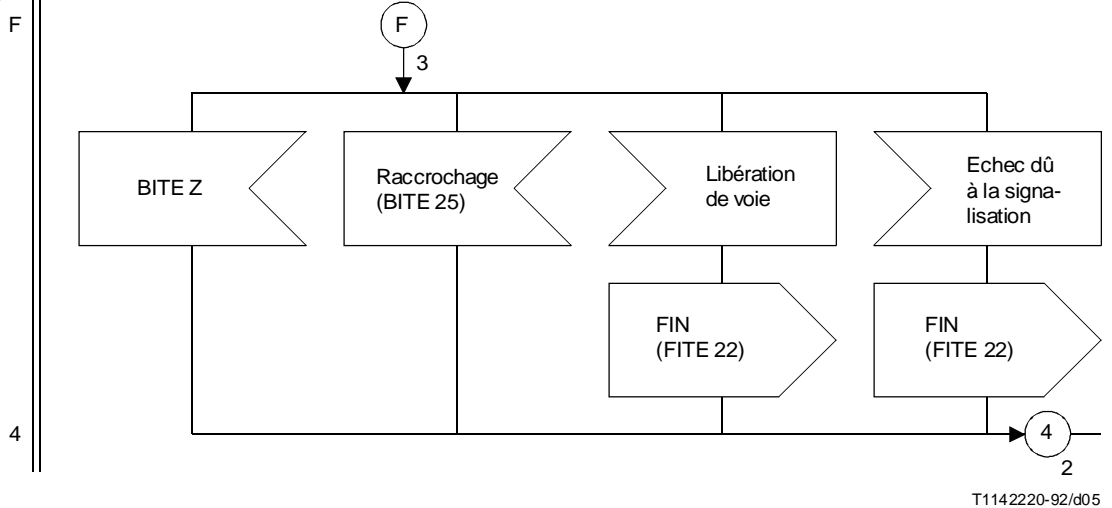 F
F
3
BITE Z
Raccrochage
(BITE 25)
Libération
de voie
Echec dû
à la signa-
lisation
FIN
(FITE 22)
FIN
(FITE 22)
4
4
2
T1142220-92/d05